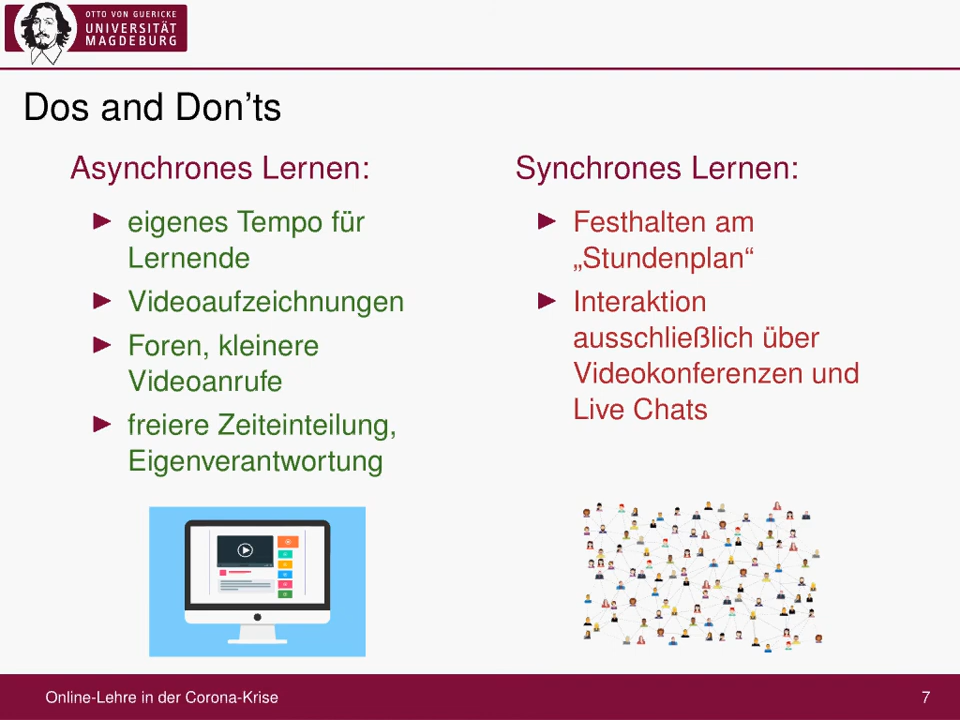 OTTO VON GUERICKE
UNIVERSITÄT
MAGDEBURG
Dos and Don'ts
Asynchrones Lernen:
▶ eigenes Tempo für
Lernende
▶ Videoaufzeichnungen
▶ Foren, kleinere
Videoanrufe
▶ freiere Zeiteinteilung,
Eigenverantwortung
Synchrones Lernen:
▶ Festhalten am
„Stundenplan“
▶ Interaktion
ausschließlich über
Videokonferenzen und
Live Chats
Online-Lehre in der Corona-Krise
7